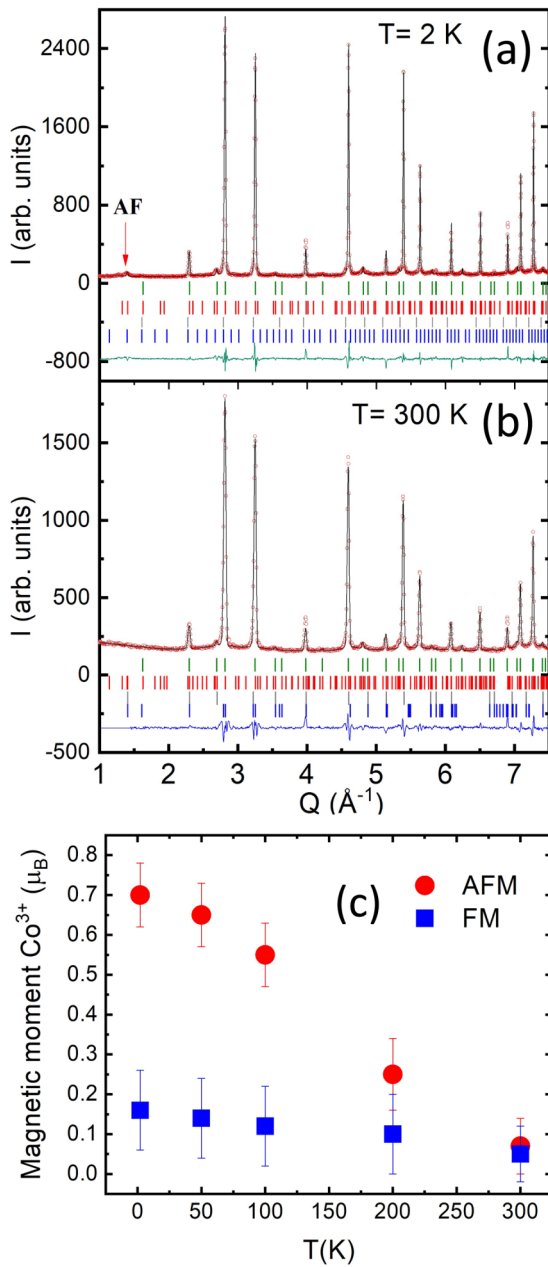 T= 2 K
(a)
I (arb. units)
2400
1600
800
0
-800
AF
T= 300 K
(b)
I (arb. units)
1500
1000
500
0
-500
1 2 3 4 5 6 7
Q (Å⁻¹)
(c)
AFM
FM
Magnetic moment Co³⁺ (μ_B)
0.8
0.7
0.6
0.5
0.4
0.3
0.2
0.1
0.0
0 50 100 150 200 250 300
T(K)